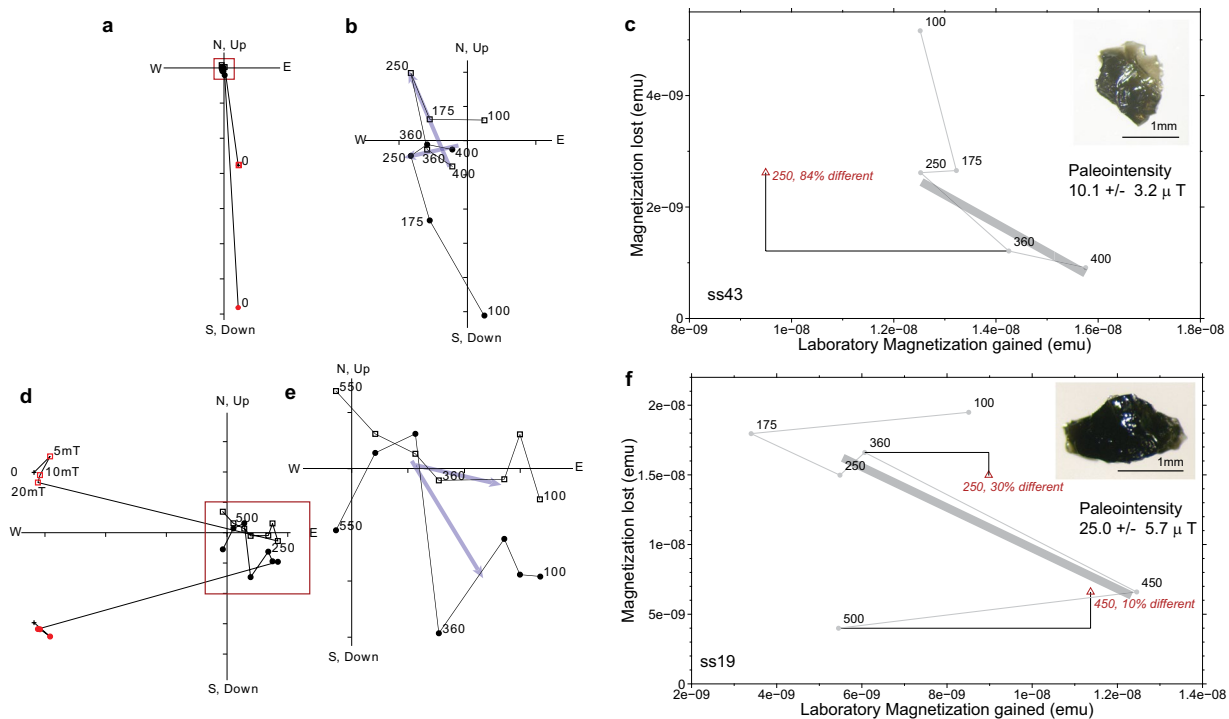 a
N, Up
W
E
0
0
S, Down
b
N, Up
250
175
100
360
W
E
250
360
400
400
175
100
S, Down
c
100
4e-09
Magnetization lost (emu)
1mm
250
175
250, 84% different
Paleointensity
10.1 +/- 3.2 μ T
2e-09
360
400
ss43
0
8e-09
1e-08
1.2e-08
1.4e-08
1.6e-08
1.8e-08
Laboratory Magnetization gained (emu)
d
N, Up
5mT
0
10mT
20mT
500
W
E
250
S, Down
e
N, Up
550
W
E
360
100
550
100
360
S, Down
f
2e-08
100
175
360
1mm
1.5e-08
250
250, 30% different
Paleointensity
25.0 +/- 5.7 μ T
Magnetization lost (emu)
1e-08
450
5e-09
500
450, 10% different
ss19
0
2e-09
4e-09
6e-09
8e-09
1e-08
1.2e-08
1.4e-08
Laboratory Magnetization gained (emu)